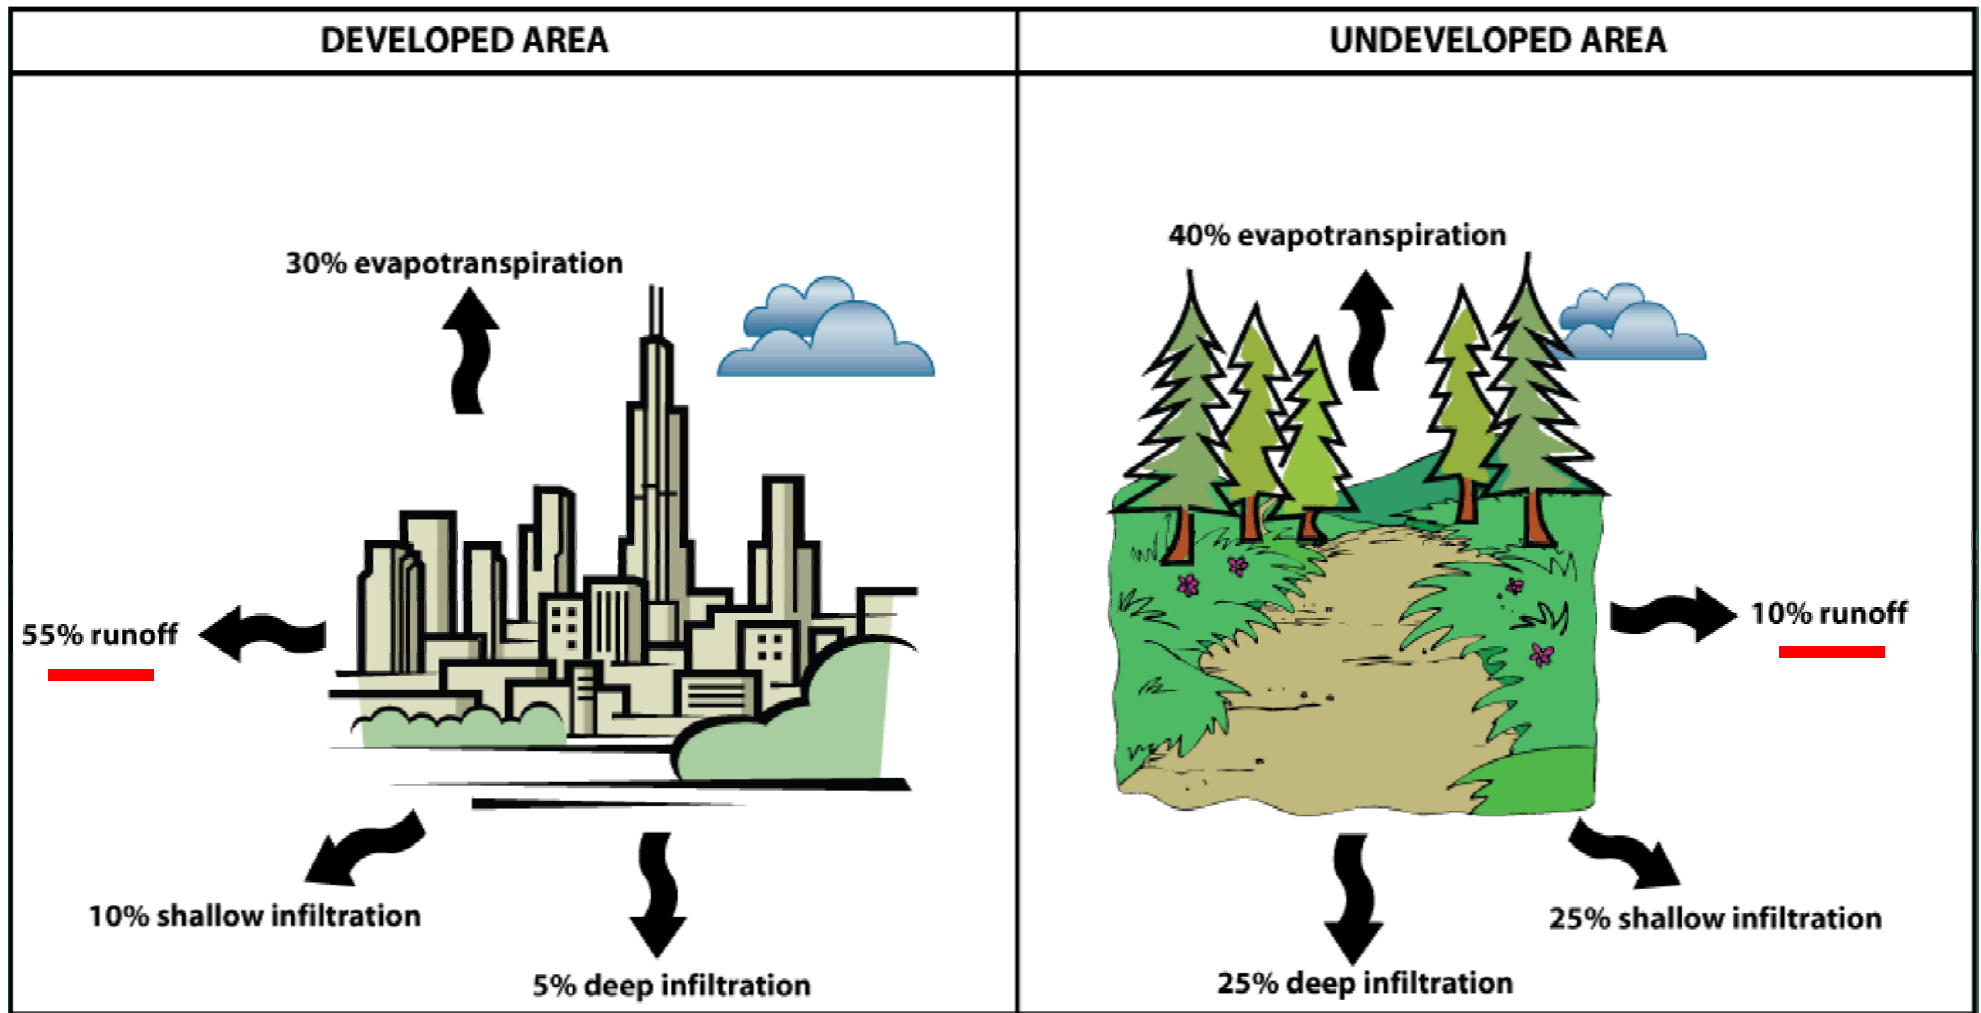 DEVELOPED AREA
30% evapotranspiration
55% runoff
10% shallow infiltration
5% deep infiltration
UNDEVELOPED AREA
40% evapotranspiration
10% runoff
25% shallow infiltration
25% deep infiltration